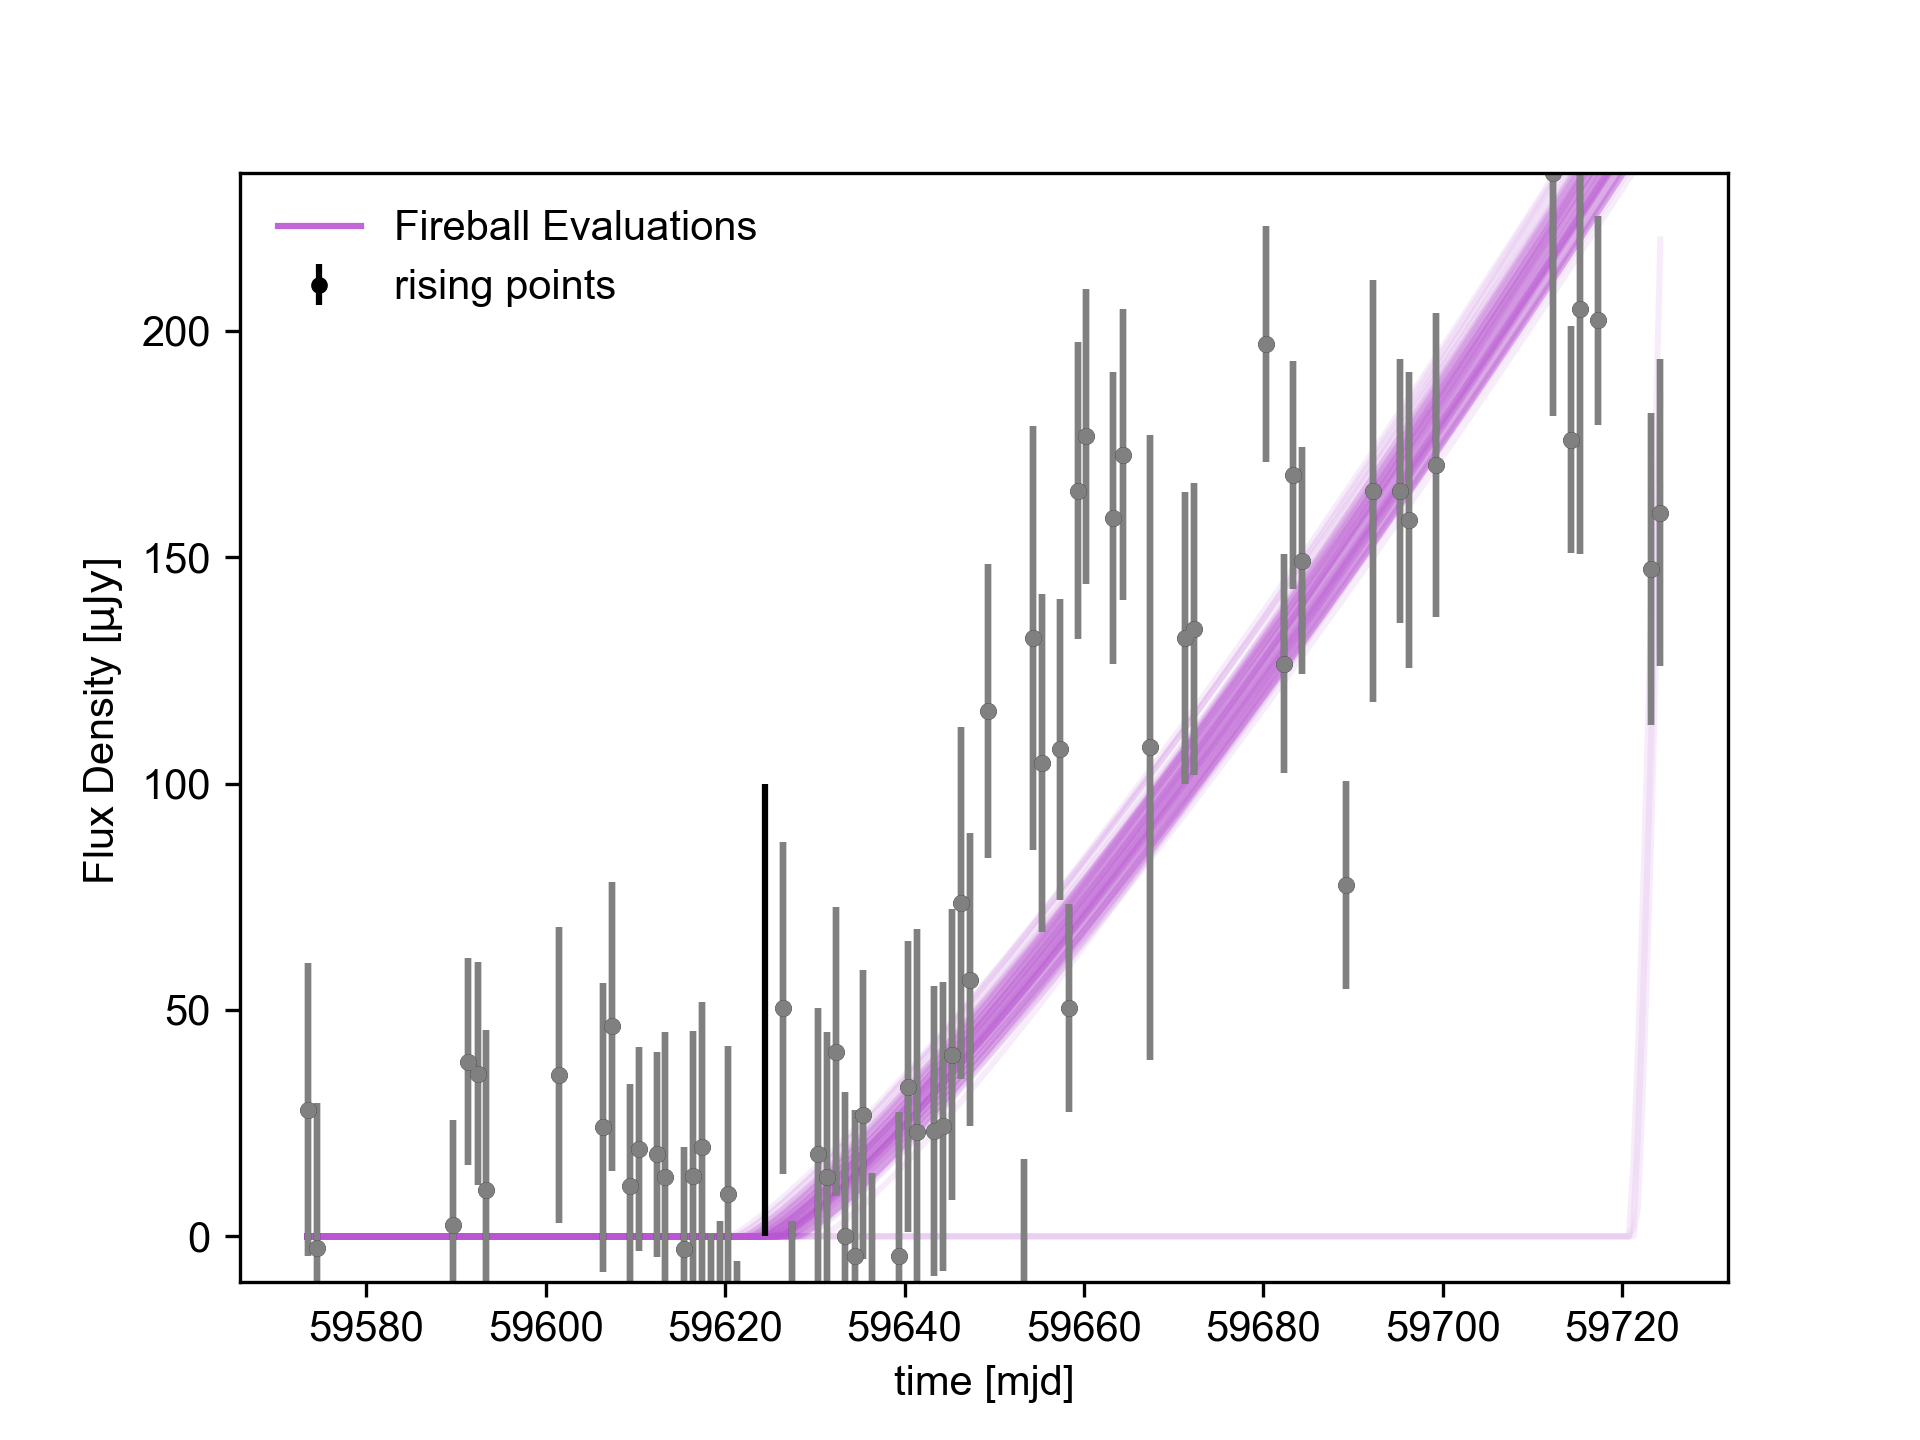 Fireball Evaluations
rising points
200
150
100
50
0
Flux Density [µJy]
59580 59600 59620 59640 59660 59680 59700 59720
time [mjd]